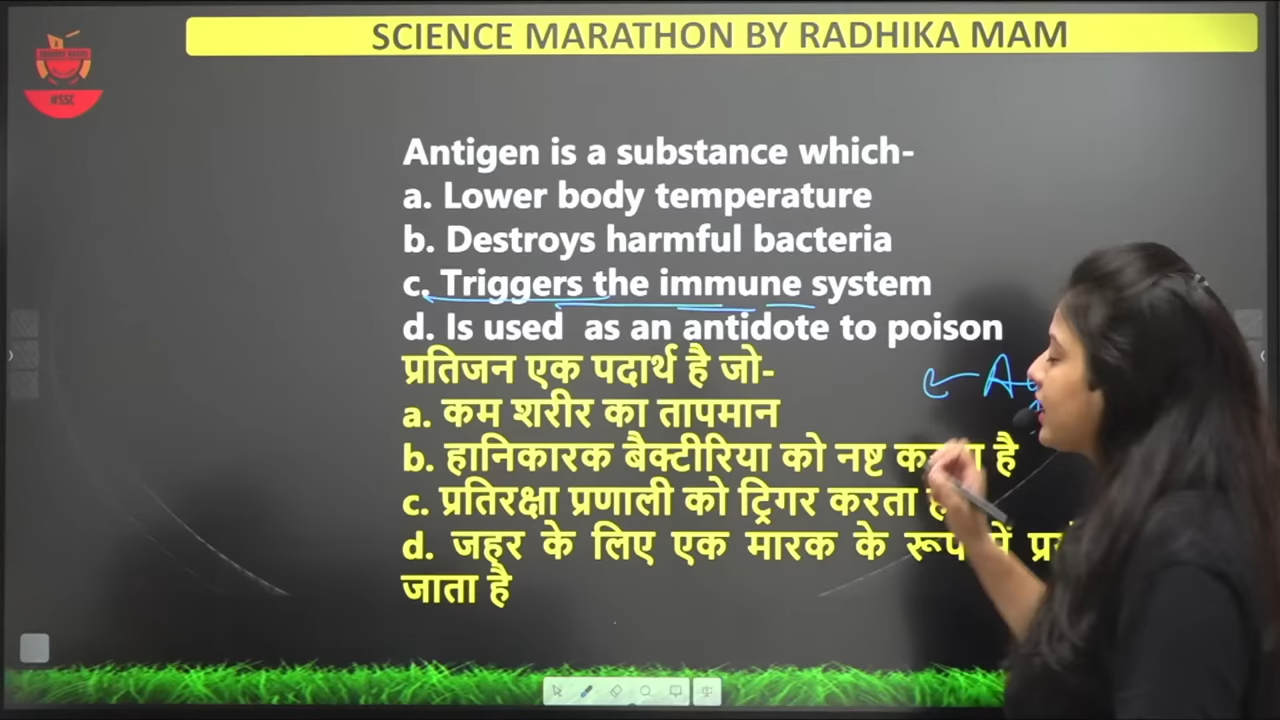 SCIENCE MARATHON BY RADHIKA MAM
#SSC
Antigen is a substance which-
a. Lower body temperature
b. Destroys harmful bacteria
c. Triggers the immune system
d. Is used as an antidote to poison
प्रतिजन एक पदार्थ है जो-
a. कम शरीर का तापमान
b. हानिकारक बैक्टीरिया को नष्ट है
c. प्रतिरक्षा प्रणाली को ट्रिगर करता
d. जहर के लिए एक मारक के रूप में
जाता है